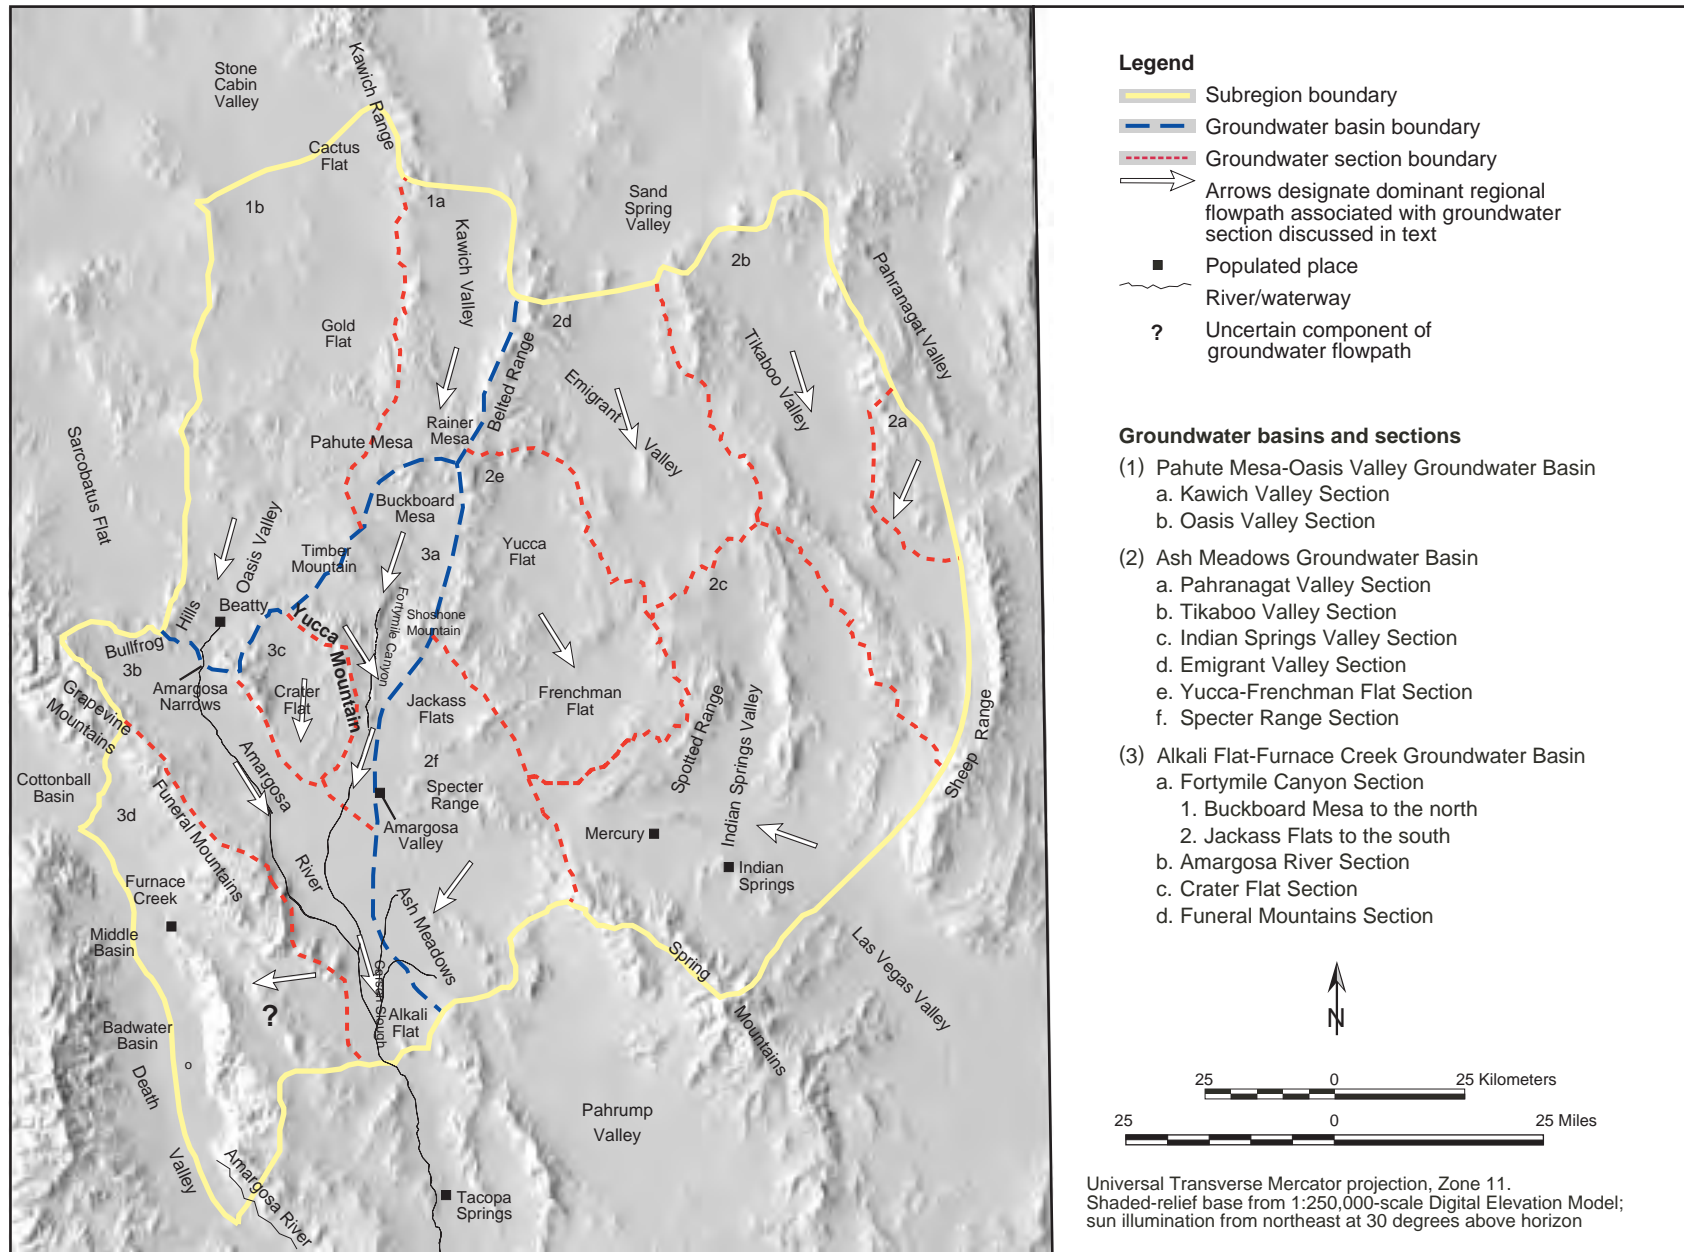 Stone
Cabin
Valley
Kawich Range
Cactus
Flat
1b
1a
Sand
Spring
Valley
2b
Kawich Valley
Pahranagat Valley
Gold
Flat
2d
Belted Range
Tikaboo Valley
Emigrant
Valley
2a
Rainer
Mesa
Pahute Mesa
Sarcobatus Flat
2e
Buckboard
Mesa
Oasis Valley
Timber
Mountain
3a
Yucca
Flat
2c
Fortymile Canyon
Hills
Beatty
Yucca
Mountain
Shoshone
Mountain
Bullfrog
3b
3c
Amargosa
Narrows
Crater
Flat
Jackass
Flats
Frenchman
Flat
Grapevine
Mountains
Spotted Range
Indian Springs Valley
Sheep Range
Cottonball
Basin
Amargosa
2f
Specter
Range
3d
Funeral Mountains
Amargosa
Valley
Mercury
River
Indian
Springs
Furnace
Creek
Ash Meadows
Middle
Basin
Spring
Mountains
Las Vegas Valley
Carson Slough
?
Alkali
Flat
Badwater
Basin
Death
Valley
Pahrump
Valley
Amargosa River
Tacopa
Springs
Legend
Subregion boundary
Groundwater basin boundary
Groundwater section boundary
Arrows designate dominant regional
flowpath associated with groundwater
section discussed in text
Populated place
River/waterway
? Uncertain component of
groundwater flowpath
Groundwater basins and sections
(1) Pahute Mesa-Oasis Valley Groundwater Basin
a. Kawich Valley Section
b. Oasis Valley Section
(2) Ash Meadows Groundwater Basin
a. Pahranagat Valley Section
b. Tikaboo Valley Section
c. Indian Springs Valley Section
d. Emigrant Valley Section
e. Yucca-Frenchman Flat Section
f. Specter Range Section
(3) Alkali Flat-Furnace Creek Groundwater Basin
a. Fortymile Canyon Section
1. Buckboard Mesa to the north
2. Jackass Flats to the south
b. Amargosa River Section
c. Crater Flat Section
d. Funeral Mountains Section
N
25 0 25 Kilometers
25 0 25 Miles
Universal Transverse Mercator projection, Zone 11.
Shaded-relief base from 1:250,000-scale Digital Elevation Model;
sun illumination from northeast at 30 degrees above horizon